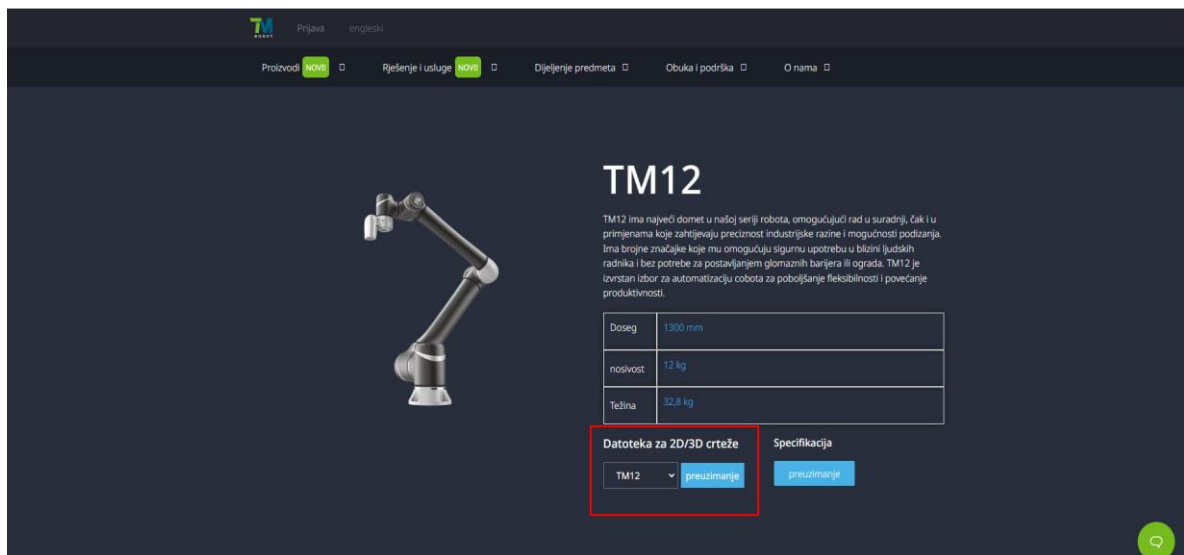 TM
ROBOT
Prijava engleski
Proizvodi NOVI! Rješenje i usluge NOVI! Dijeljenje predmeta Obuka i podrška O nama
TM12
TM12 ima najveći domet u našoj seriji robota, omogućujući rad u suradnji, čak i u
primjenama koje zahtijevaju preciznost industrijske razine i mogućnosti podizanja.
Ima brojne značajke koje mu omogućuju sigurnu upotrebu u blizini ljudskih
radnika i bez potrebe za postavljanjem glomaznih barijera ili ograda. TM12 je
izvrstan izbor za automatizaciju cobota za poboljšanje fleksibilnosti i povećanje
produktivnosti.
Doseg 1300 mm
nosivost 12 kg
Težina 32,8 kg
Datoteka za 2D/3D crteže Specifikacija
TM12 preuzimanje preuzimanje